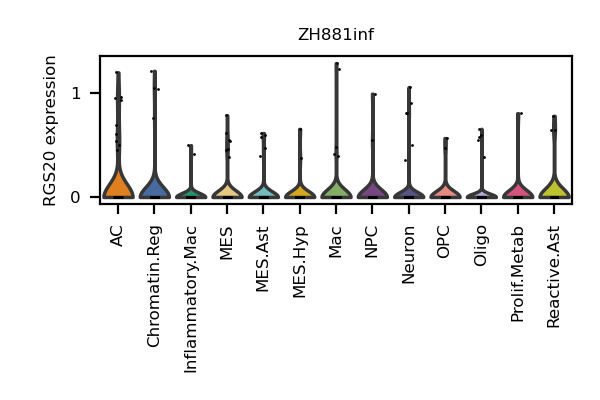 ZH881inf
RGS20 expression
1
0
AC
Chromatin.Reg
Inflammatory.Mac
MES
MES.Ast
MES.Hyp
Mac
NPC
Neuron
OPC
Oligo
Prolif.Metab
Reactive.Ast